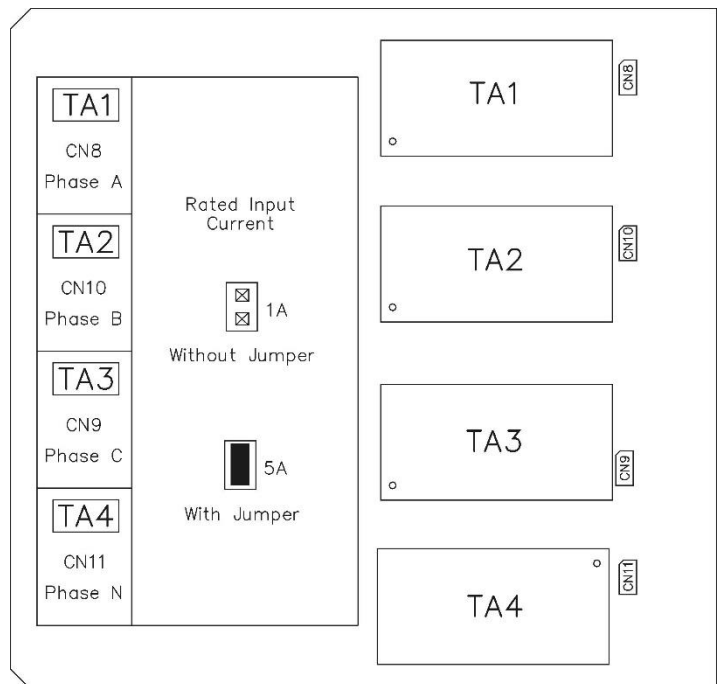 TA1
CN8
Phase A
TA2
CN10
Phase B
TA3
CN9
Phase C
TA4
CN11
Phase N
Rated Input
Current
1A
Without Jumper
5A
With Jumper
TA1
CN8
TA2
CN10
TA3
CN9
TA4
CN11